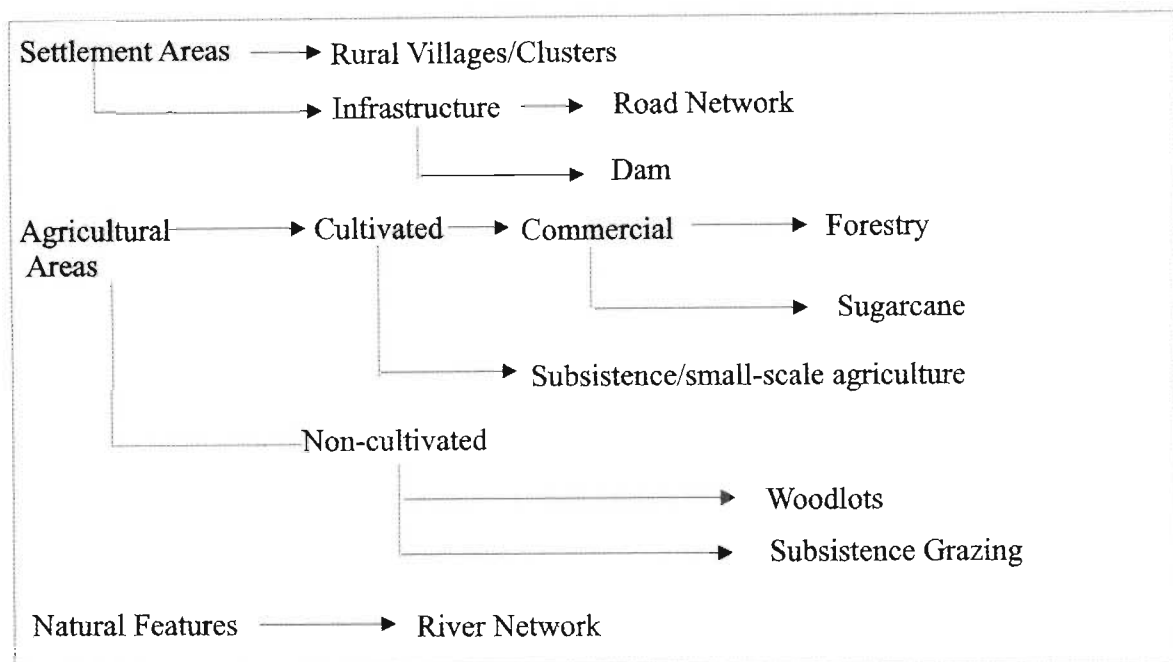 Settlement Areas
Rural Villages/Clusters
Infrastructure
Road Network
Dam
Agricultural
Areas
Cultivated
Commercial
Forestry
Sugarcane
Subsistence/small-scale agriculture
Non-cultivated
Woodlots
Subsistence Grazing
Natural Features
River Network